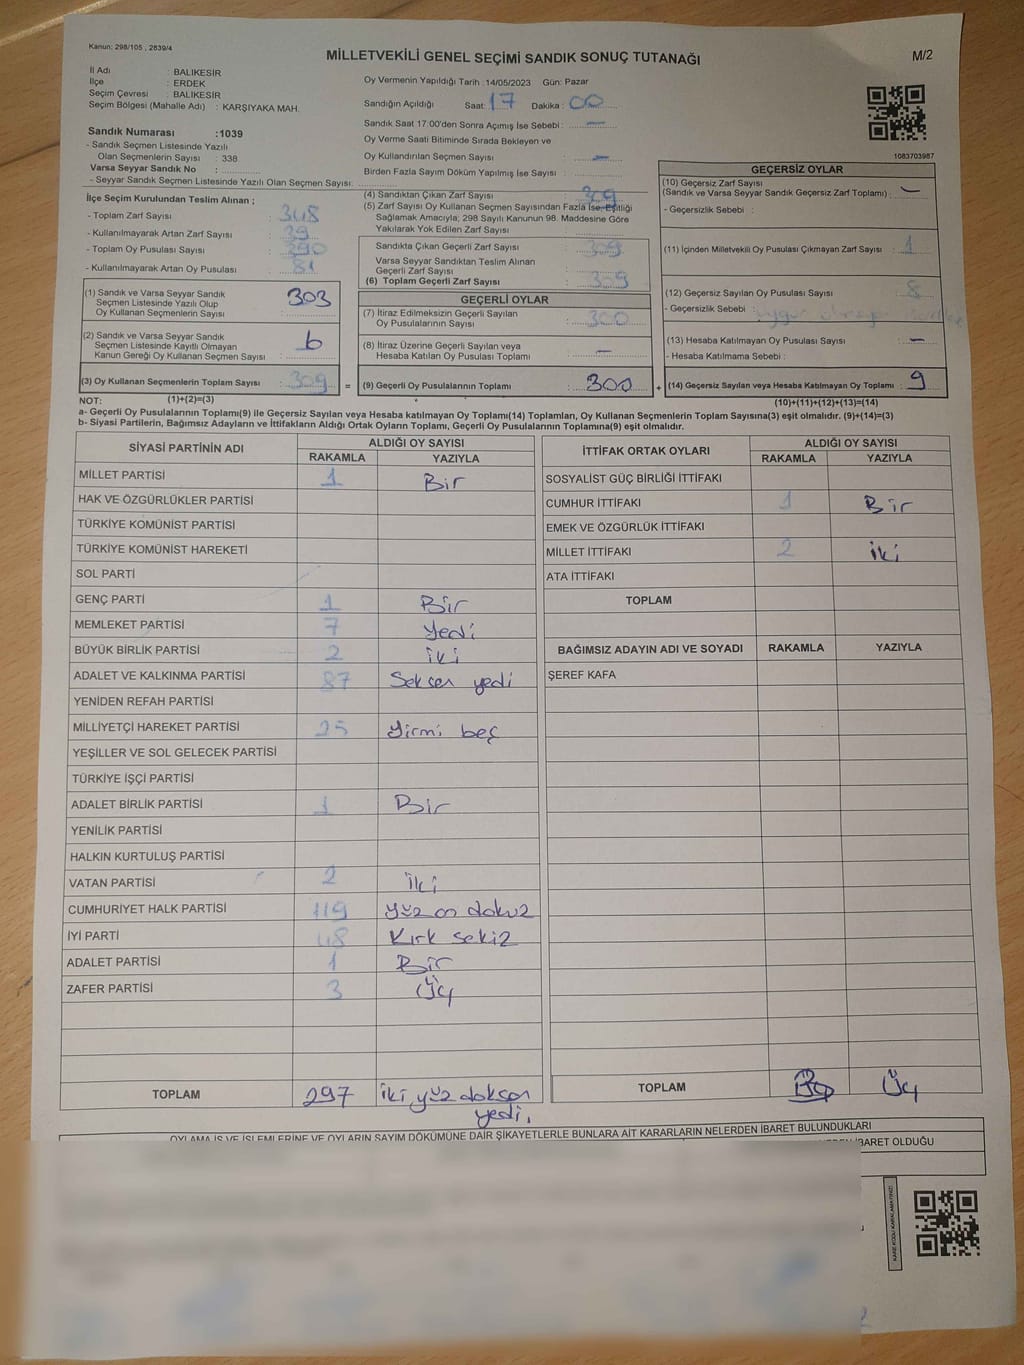 Kanun: 298/105 , 2839/4
MİLLETVEKİLİ GENEL SEÇİMİ SANDIK SONUÇ TUTANAĞI
M/2
İl Adı : BALIKESİR
İlçe : ERDEK
Seçim Çevresi : BALIKESİR
Seçim Bölgesi (Mahalle Adı) : KARŞIYAKA MAH.
Sandık Numarası :1039
- Sandık Seçmen Listesinde Yazılı
Olan Seçmenlerin Sayısı : 338
Varsa Seyyar Sandık No :
- Seyyar Sandık Seçmen Listesinde Yazılı Olan Seçmen Sayısı:
İlçe Seçim Kurulundan Teslim Alınan ;
- Toplam Zarf Sayısı : 348
- Kullanılmayarak Artan Zarf Sayısı : 39
- Toplam Oy Pusulası Sayısı : 390
- Kullanılmayarak Artan Oy Pusulası : 81
(1) Sandık ve Varsa Seyyar Sandık
Seçmen Listesinde Yazılı Olup
Oy Kullanan Seçmenlerin Sayısı : 303
(2) Sandık ve Varsa Seyyar Sandık
Seçmen Listesinde Kayıtlı Olmayan
Kanun Gereği Oy Kullanan Seçmen Sayısı : 6
(3) Oy Kullanan Seçmenlerin Toplam Sayısı : 309 =
(1)+(2)=(3)
Oy Vermenin Yapıldığı Tarih :14/05/2023 Gün: Pazar
Sandığın Açıldığı Saat: 17 Dakika : 00
Sandık Saat 17:00'den Sonra Açımış İse Sebebi : —
Oy Verme Saati Bitiminde Sırada Bekleyen ve
Oy Kullandırılan Seçmen Sayısı : —
Birden Fazla Sayım Döküm Yapılmış İse Sayısı :
(4) Sandıktan Çıkan Zarf Sayısı : 309
(5) Zarf Sayısı Oy Kullanan Seçmen Sayısından Fazla İse, Eşitliği
Sağlamak Amacıyla; 298 Sayılı Kanunun 98. Maddesine Göre
Yakılarak Yok Edilen Zarf Sayısı :
Sandıkta Çıkan Geçerli Zarf Sayısı : 309
Varsa Seyyar Sandıktan Teslim Alınan
Geçerli Zarf Sayısı :
(6) Toplam Geçerli Zarf Sayısı : 309
GEÇERLİ OYLAR
(7) İtiraz Edilmeksizin Geçerli Sayılan
Oy Pusulalarının Sayısı : 300
(8) İtiraz Üzerine Geçerli Sayılan veya
Hesaba Katılan Oy Pusulası Toplamı : —
(9) Geçerli Oy Pusulalarının Toplamı : 300 +
1083703987
GEÇERSİZ OYLAR
(10) Geçersiz Zarf Sayısı
(Sandık ve Varsa Seyyar Sandık Geçersiz Zarf Toplamı) : —
- Geçersizlik Sebebi :
(11) İçinden Milletvekili Oy Pusulası Çıkmayan Zarf Sayısı : 1
(12) Geçersiz Sayılan Oy Pusulası Sayısı : 8
- Geçersizlik Sebebi :
(13) Hesaba Katılmayan Oy Pusulası Sayısı : —
- Hesaba Katılmama Sebebi :
(14) Geçersiz Sayılan veya Hesaba Katılmayan Oy Toplamı : 9
(10)+(11)+(12)+(13)=(14)
NOT:
a- Geçerli Oy Pusulalarının Toplamı(9) ile Geçersiz Sayılan veya Hesaba katılmayan Oy Toplamı(14) Toplamları, Oy Kullanan Seçmenlerin Toplam Sayısına(3) eşit olmalıdır. (9)+(14)=(3)
b- Siyasi Partilerin, Bağımsız Adayların ve İttifakların Aldığı Ortak Oyların Toplamı, Geçerli Oy Pusulalarının Toplamına(9) eşit olmalıdır.
SİYASİ PARTİNİN ADI ALDIĞI OY SAYISI
RAKAMLA YAZIYLA
MİLLET PARTİSİ 1 Bir
HAK VE ÖZGÜRLÜKLER PARTİSİ
TÜRKİYE KOMÜNİST PARTİSİ
TÜRKİYE KOMÜNİST HAREKETİ
SOL PARTİ
GENÇ PARTİ 1 Bir
MEMLEKET PARTİSİ 7 Yedi
BÜYÜK BİRLİK PARTİSİ 2 iki
ADALET VE KALKINMA PARTİSİ 87 Seksen yedi
YENİDEN REFAH PARTİSİ
MİLLİYETÇİ HAREKET PARTİSİ 25 Yirmi beş
YEŞİLLER VE SOL GELECEK PARTİSİ
TÜRKİYE İŞÇİ PARTİSİ
ADALET BİRLİK PARTİSİ 1 Bir
YENİLİK PARTİSİ
HALKIN KURTULUŞ PARTİSİ
VATAN PARTİSİ 2 iki
CUMHURİYET HALK PARTİSİ 119 Yüz on dokuz
İYİ PARTİ 48 Kırk sekiz
ADALET PARTİSİ 1 Bir
ZAFER PARTİSİ 3 Üç
TOPLAM 297 iki yüz doksan
yedi.
İTTİFAK ORTAK OYLARI ALDIĞI OY SAYISI
RAKAMLA YAZIYLA
SOSYALİST GÜÇ BİRLİĞİ İTTİFAKI
CUMHUR İTTİFAKI 1 Bir
EMEK VE ÖZGÜRLÜK İTTİFAKI
MİLLET İTTİFAKI 2 iki
ATA İTTİFAKI
TOPLAM
BAĞIMSIZ ADAYIN ADI VE SOYADI RAKAMLA YAZIYLA
ŞEREF KAFA
TOPLAM Üç
OYLAMA İŞ VE İŞLEMLERİNE VE OYLARIN SAYIM DÖKÜMÜNE DAİR ŞİKAYETLERLE BUNLARA AİT KARARLARIN NELERDEN İBARET BULUNDUKLARI
İBARET OLDUĞU